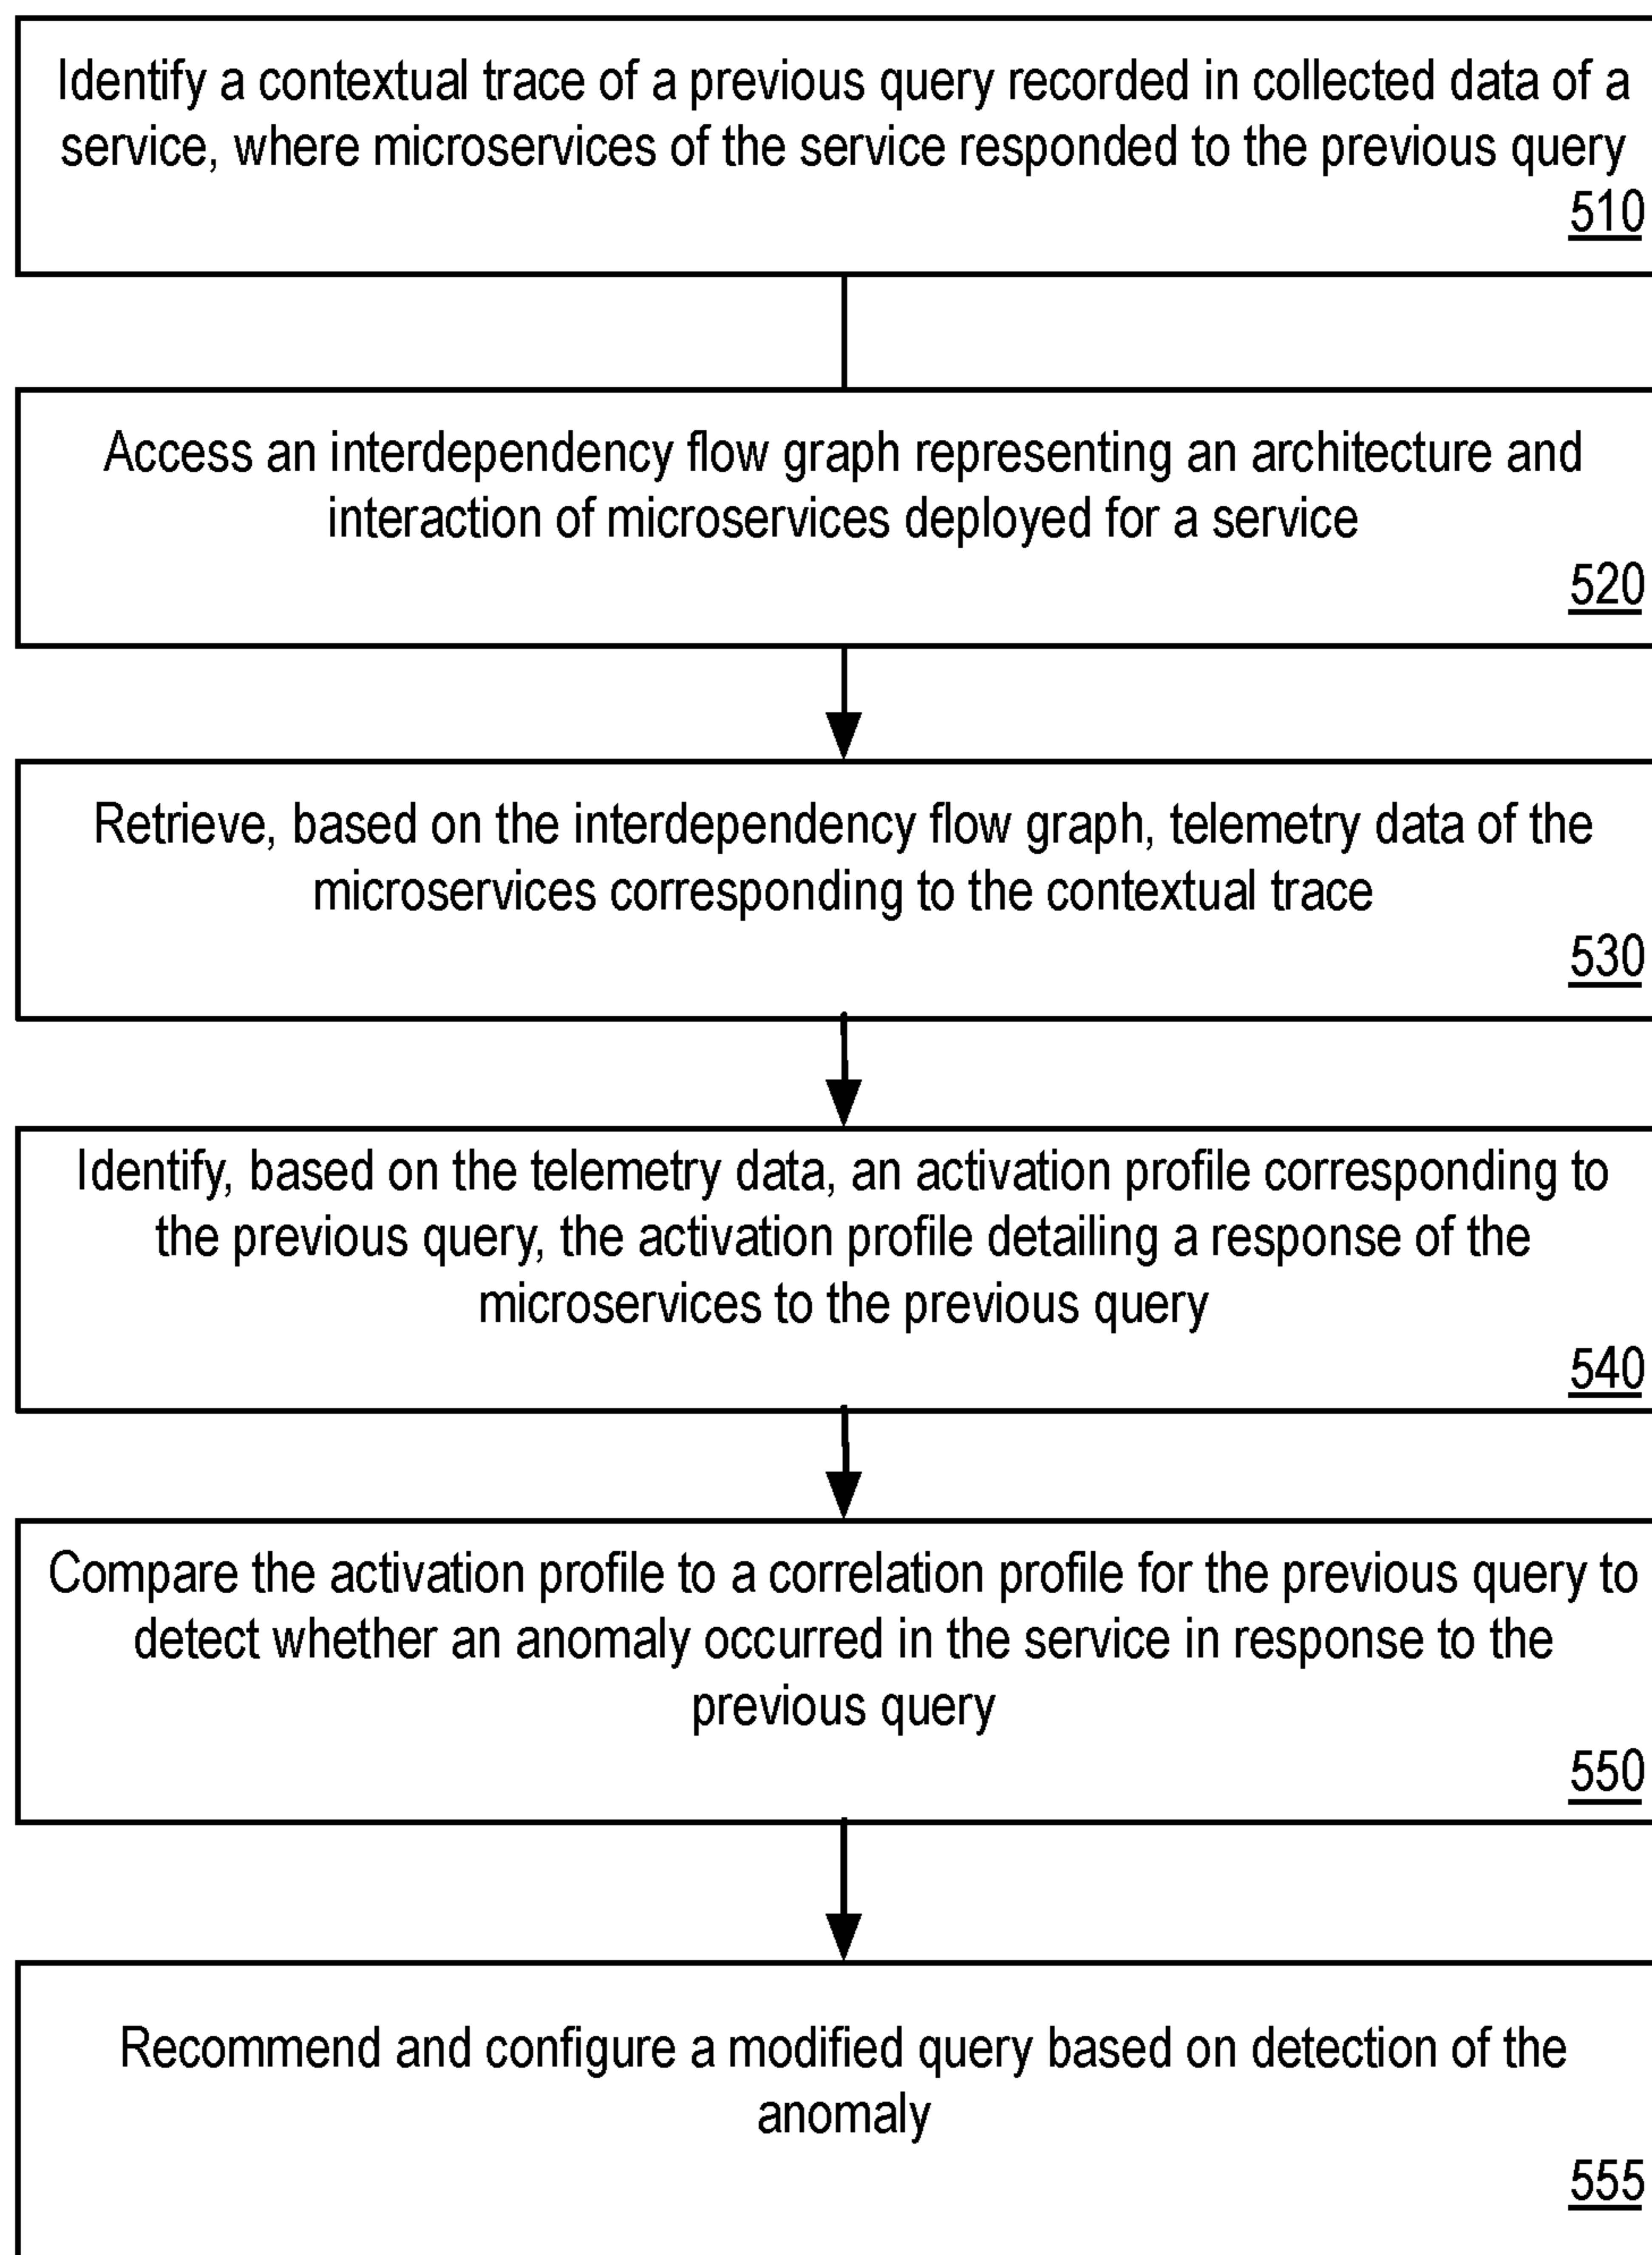 Identify a contextual trace of a previous query recorded in collected data of a
service, where microservices of the service responded to the previous query
510
Access an interdependency flow graph representing an architecture and
interaction of microservices deployed for a service
520
Retrieve, based on the interdependency flow graph, telemetry data of the
microservices corresponding to the contextual trace
530
Identify, based on the telemetry data, an activation profile corresponding to
the previous query, the activation profile detailing a response of the
microservices to the previous query
540
Compare the activation profile to a correlation profile for the previous query to
detect whether an anomaly occurred in the service in response to the
previous query
550
Recommend and configure a modified query based on detection of the
anomaly
555